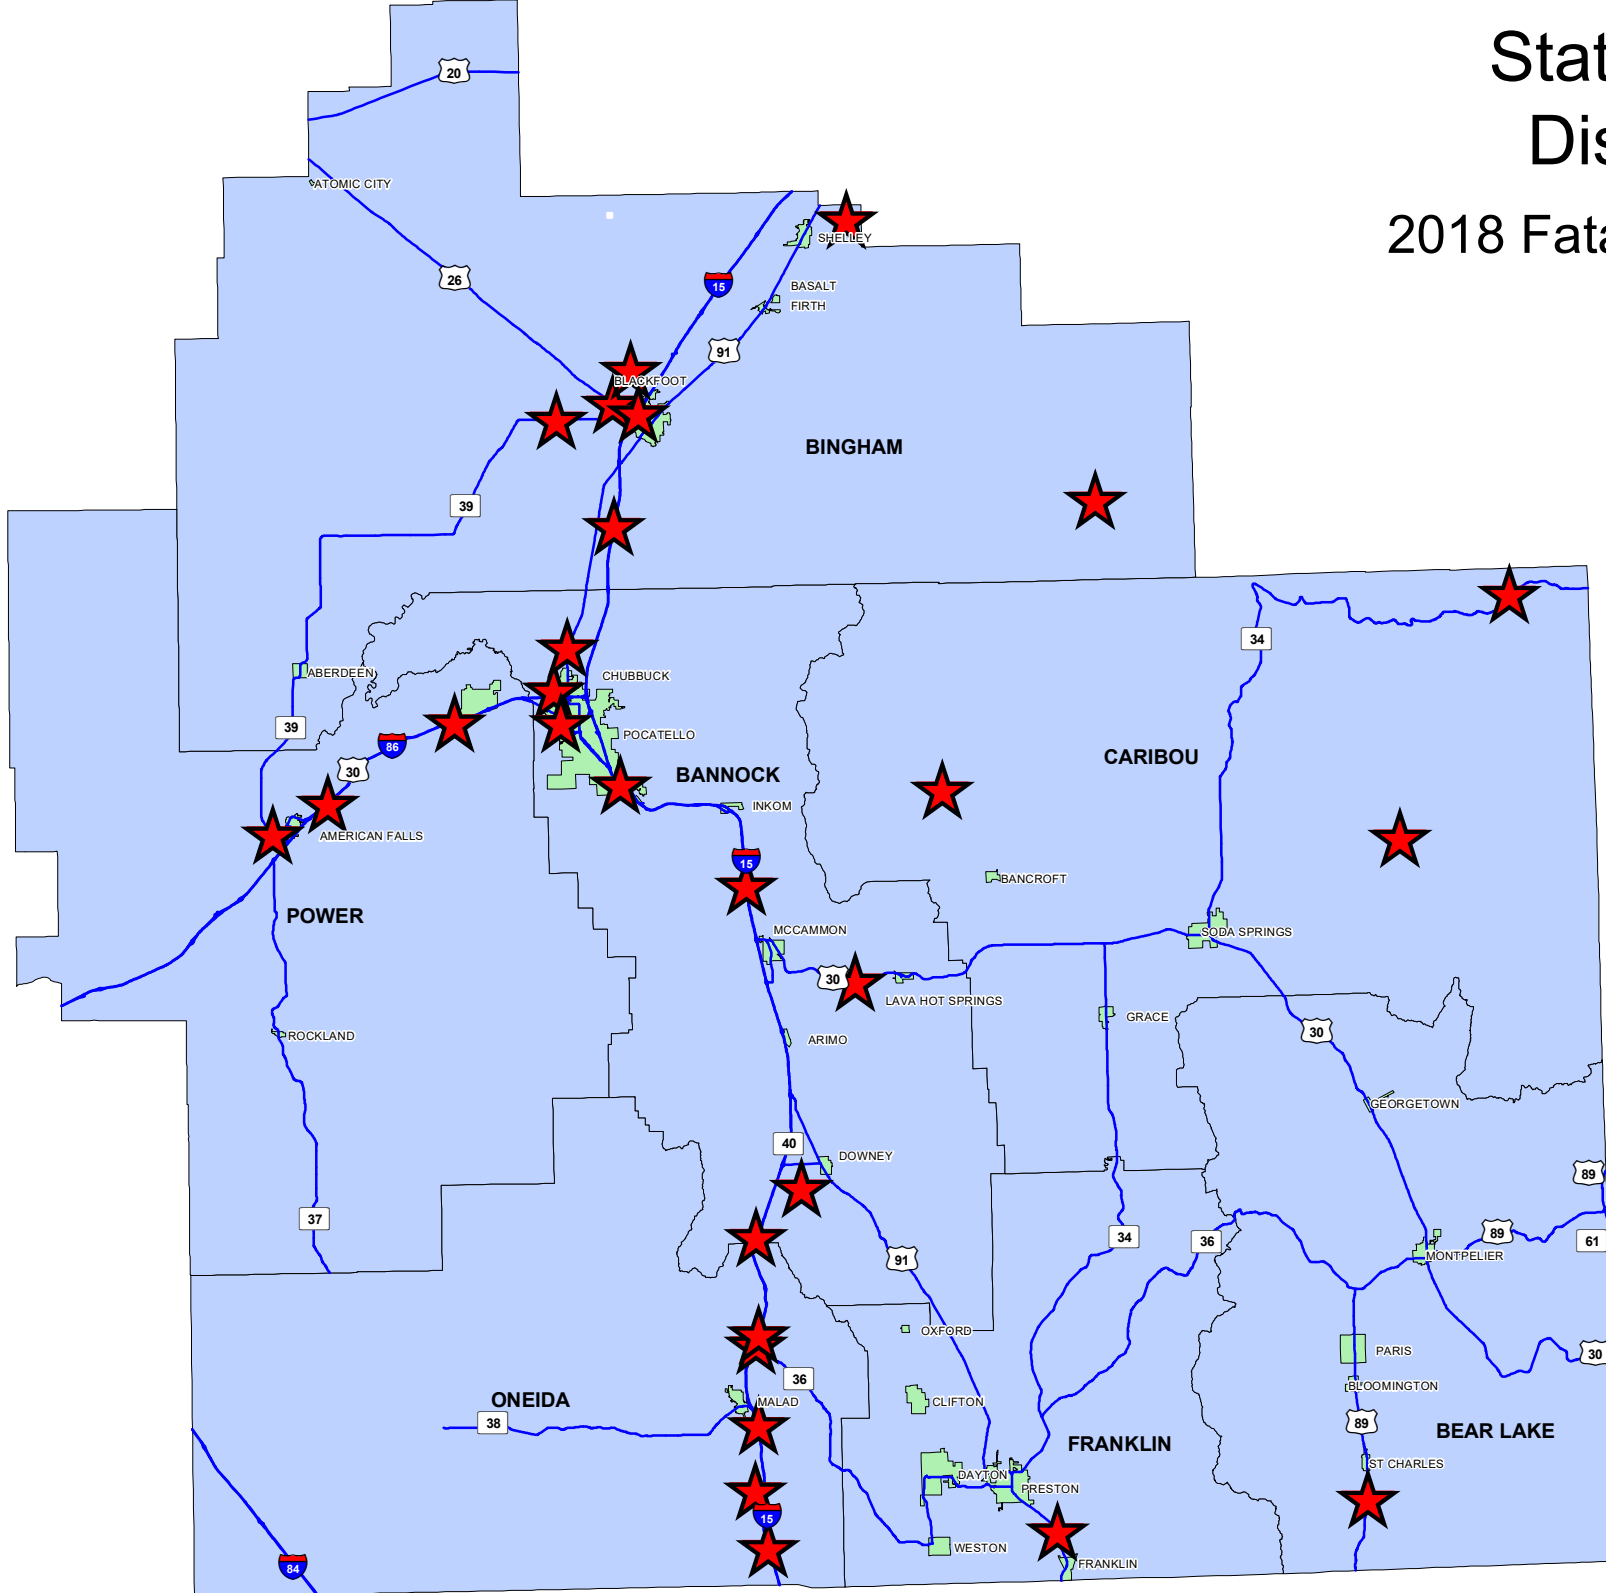 Stat
Dis
2018 Fata
20
ATOMIC CITY
SHELLEY
26
15
BASALT
FIRTH
91
BLACKFOOT
BINGHAM
39
34
ABERDEEN
CHUBBUCK
39
86
POCATELLO
30
BANNOCK
CARIBOU
INKOM
AMERICAN FALLS
15
BANCROFT
POWER
MCCAMMON
SODA SPRINGS
30
LAVA HOT SPRINGS
GRACE
30
ROCKLAND
ARIMO
GEORGETOWN
40
DOWNEY
89
37
34
36
89
61
91
MONTPELIER
OXFORD
PARIS
30
36
BLOOMINGTON
ONEIDA
MALAD
CLIFTON
38
89
BEAR LAKE
FRANKLIN
ST CHARLES
DAYTON
PRESTON
15
WESTON
FRANKLIN
84